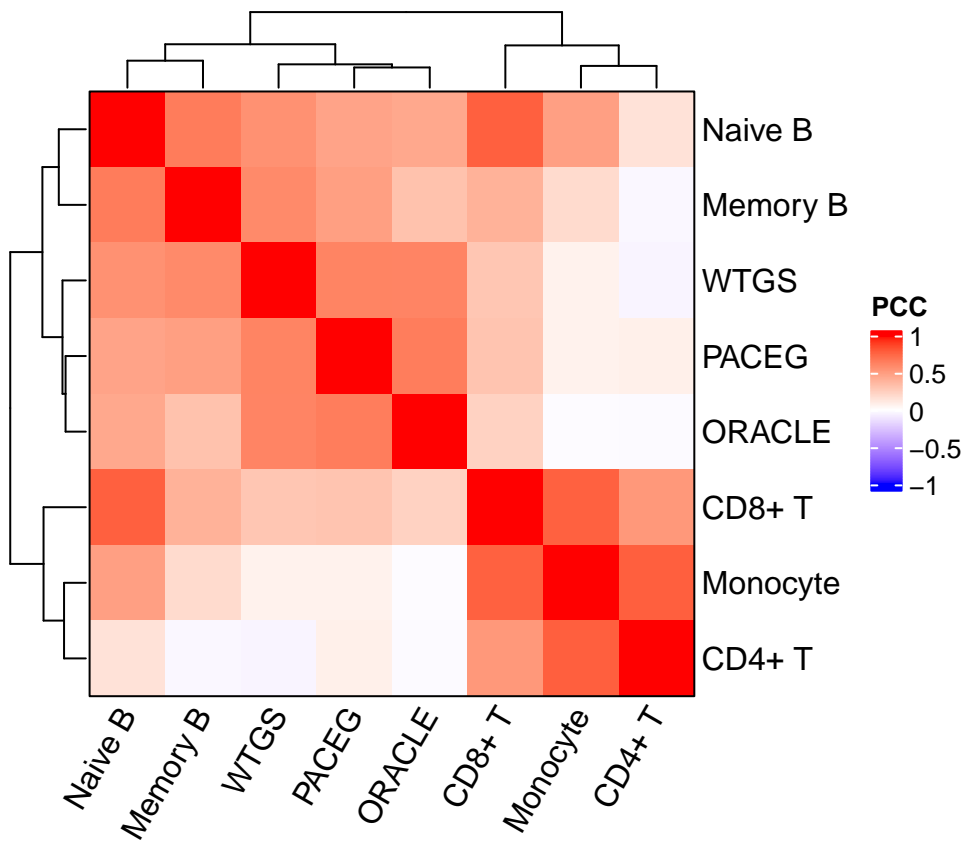 Naive B
Memory B
WTGS
PACEG
ORACLE
CD8+ T
Monocyte
CD4+ T
PCC
1
0.5
0
−0.5
−1
Naive B
Memory B
WTGS
PACEG
ORACLE
CD8+ T
Monocyte
CD4+ T